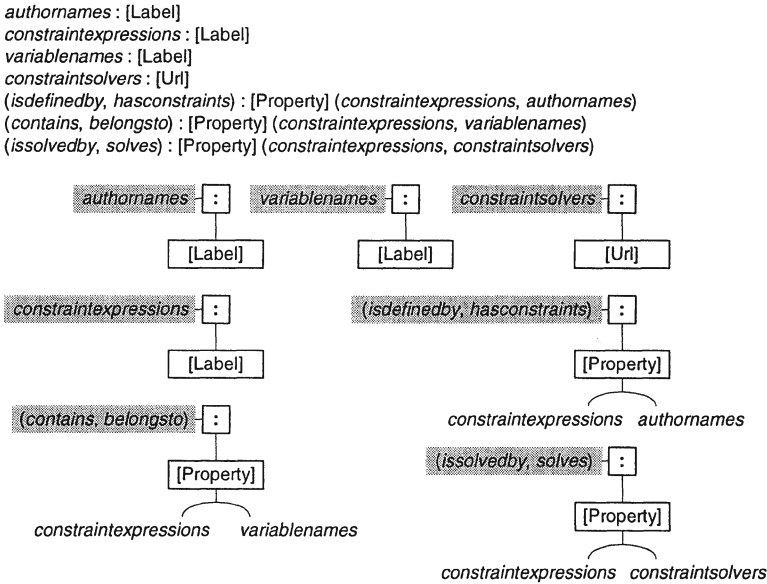 authornames : [Label]
constraintexpressions : [Label]
variablenames : [Label]
constraintsolvers : [Url]
(isdefinedby, hasconstraints) : [Property] (constraintexpressions, authornames)
(contains, belongsto) : [Property] (constraintexpressions, variablenames)
(issolvedby, solves) : [Property] (constraintexpressions, constraintsolvers)
authornames : variablenames : constraintsolvers :
[Label] [Label] [Url]
constraintexpressions : (isdefinedby, hasconstraints) :
[Label] [Property]
(contains, belongsto) : constraintexpressions authornames
[Property] (issolvedby, solves) :
constraintexpressions variablenames [Property]
constraintexpressions constraintsolvers